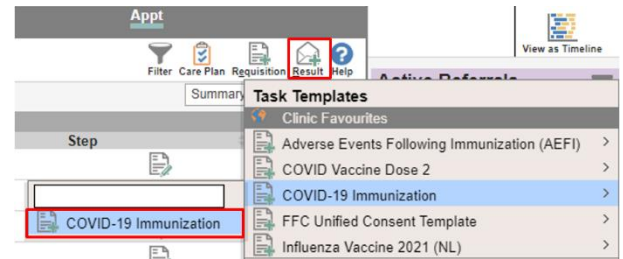 Appt
View as Timeline
Filter Care Plan Requisition Result Help
Active Referrals
Summary
Task Templates
Clinic Favourites
Step
Adverse Events Following Immunization (AEFI) >
COVID Vaccine Dose 2 >
COVID-19 Immunization >
COVID-19 Immunization
FFC Unified Consent Template >
Influenza Vaccine 2021 (NL) >